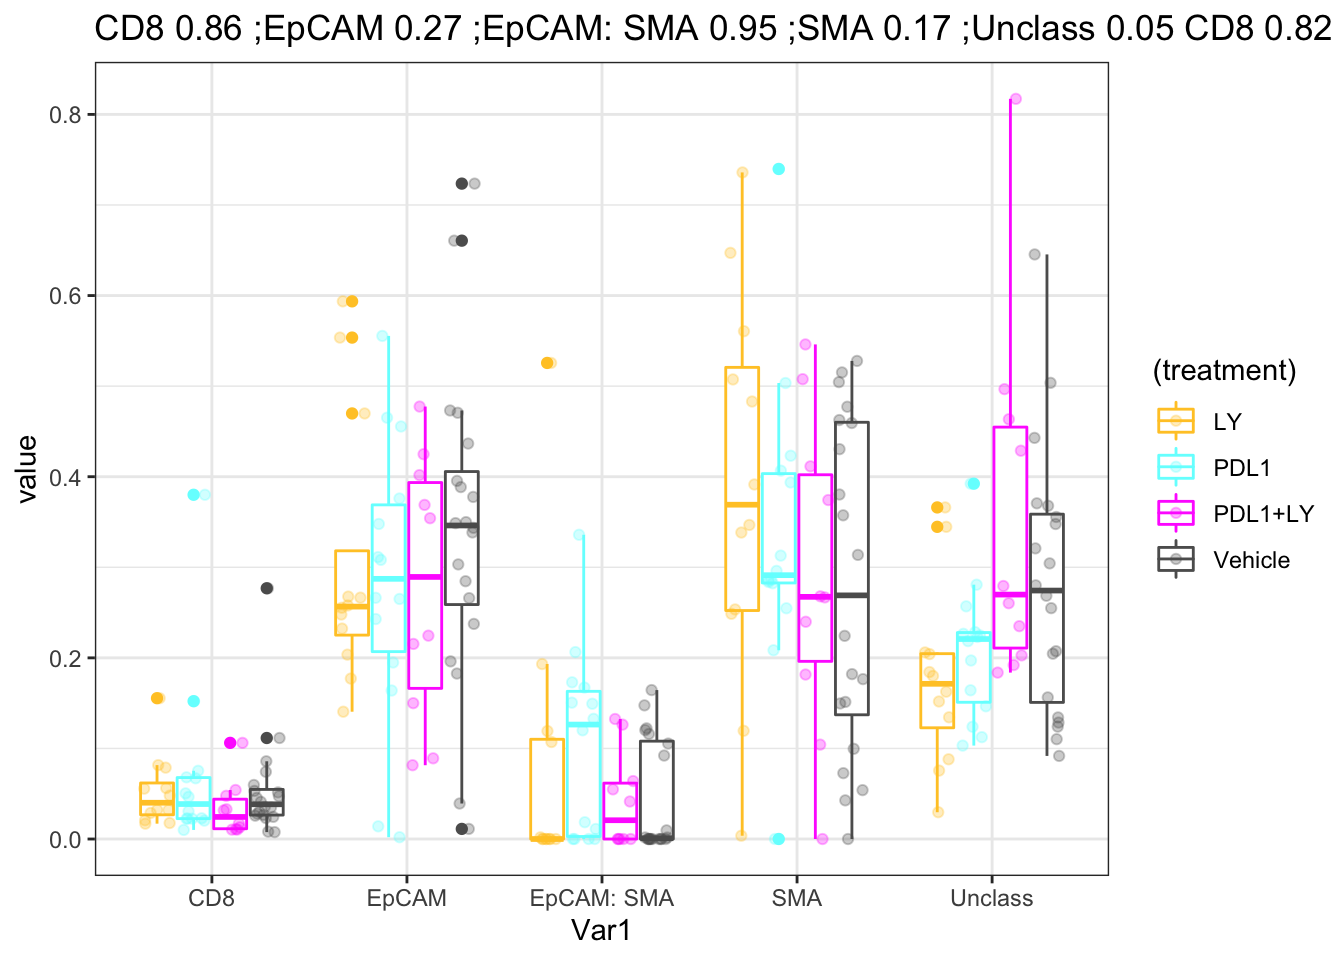 CD8 0.86 ;EpCAM 0.27 ;EpCAM: SMA 0.95 ;SMA 0.17 ;Unclass 0.05 CD8 0.82
0.8
0.6
0.4
0.2
0.0
value
CD8 EpCAM EpCAM: SMA SMA Unclass
Var1
(treatment)
LY
PDL1
PDL1+LY
Vehicle